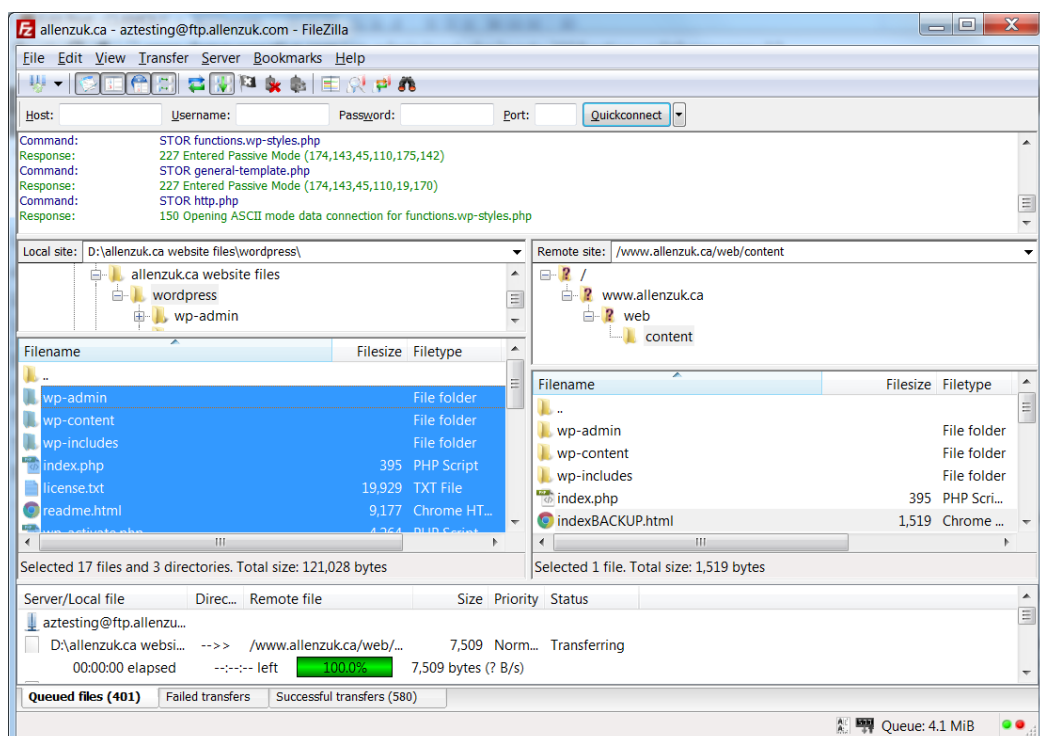 allenzuk.ca - aztesting@ftp.allenzuk.com - FileZilla
File Edit View Transfer Server Bookmarks Help
Host: Username: Password: Port: Quickconnect
Command: STOR functions.wp-styles.php
Response: 227 Entered Passive Mode (174,143,45,110,175,142)
Command: STOR general-template.php
Response: 227 Entered Passive Mode (174,143,45,110,19,170)
Command: STOR http.php
Response: 150 Opening ASCII mode data connection for functions.wp-styles.php
Local site: D:\allenzuk.ca website files\wordpress\
allenzuk.ca website files
wordpress
wp-admin
Filename Filesize Filetype
..
wp-admin File folder
wp-content File folder
wp-includes File folder
index.php 395 PHP Script
license.txt 19,929 TXT File
readme.html 9,177 Chrome HT...
wp-activate.php 4,264 PHP Script
Selected 17 files and 3 directories. Total size: 121,028 bytes
Remote site: /www.allenzuk.ca/web/content
/
www.allenzuk.ca
web
content
Filename Filesize Filetype
..
wp-admin File folder
wp-content File folder
wp-includes File folder
index.php 395 PHP Scri...
indexBACKUP.html 1,519 Chrome ...
Selected 1 file. Total size: 1,519 bytes
Server/Local file Direc... Remote file Size Priority Status
aztesting@ftp.allenzu...
D:\allenzuk.ca websi... -->> /www.allenzuk.ca/web/... 7,509 Norm... Transferring
00:00:00 elapsed --:--:-- left 100.0% 7,509 bytes (? B/s)
Queued files (401) Failed transfers Successful transfers (580)
Queue: 4.1 MiB